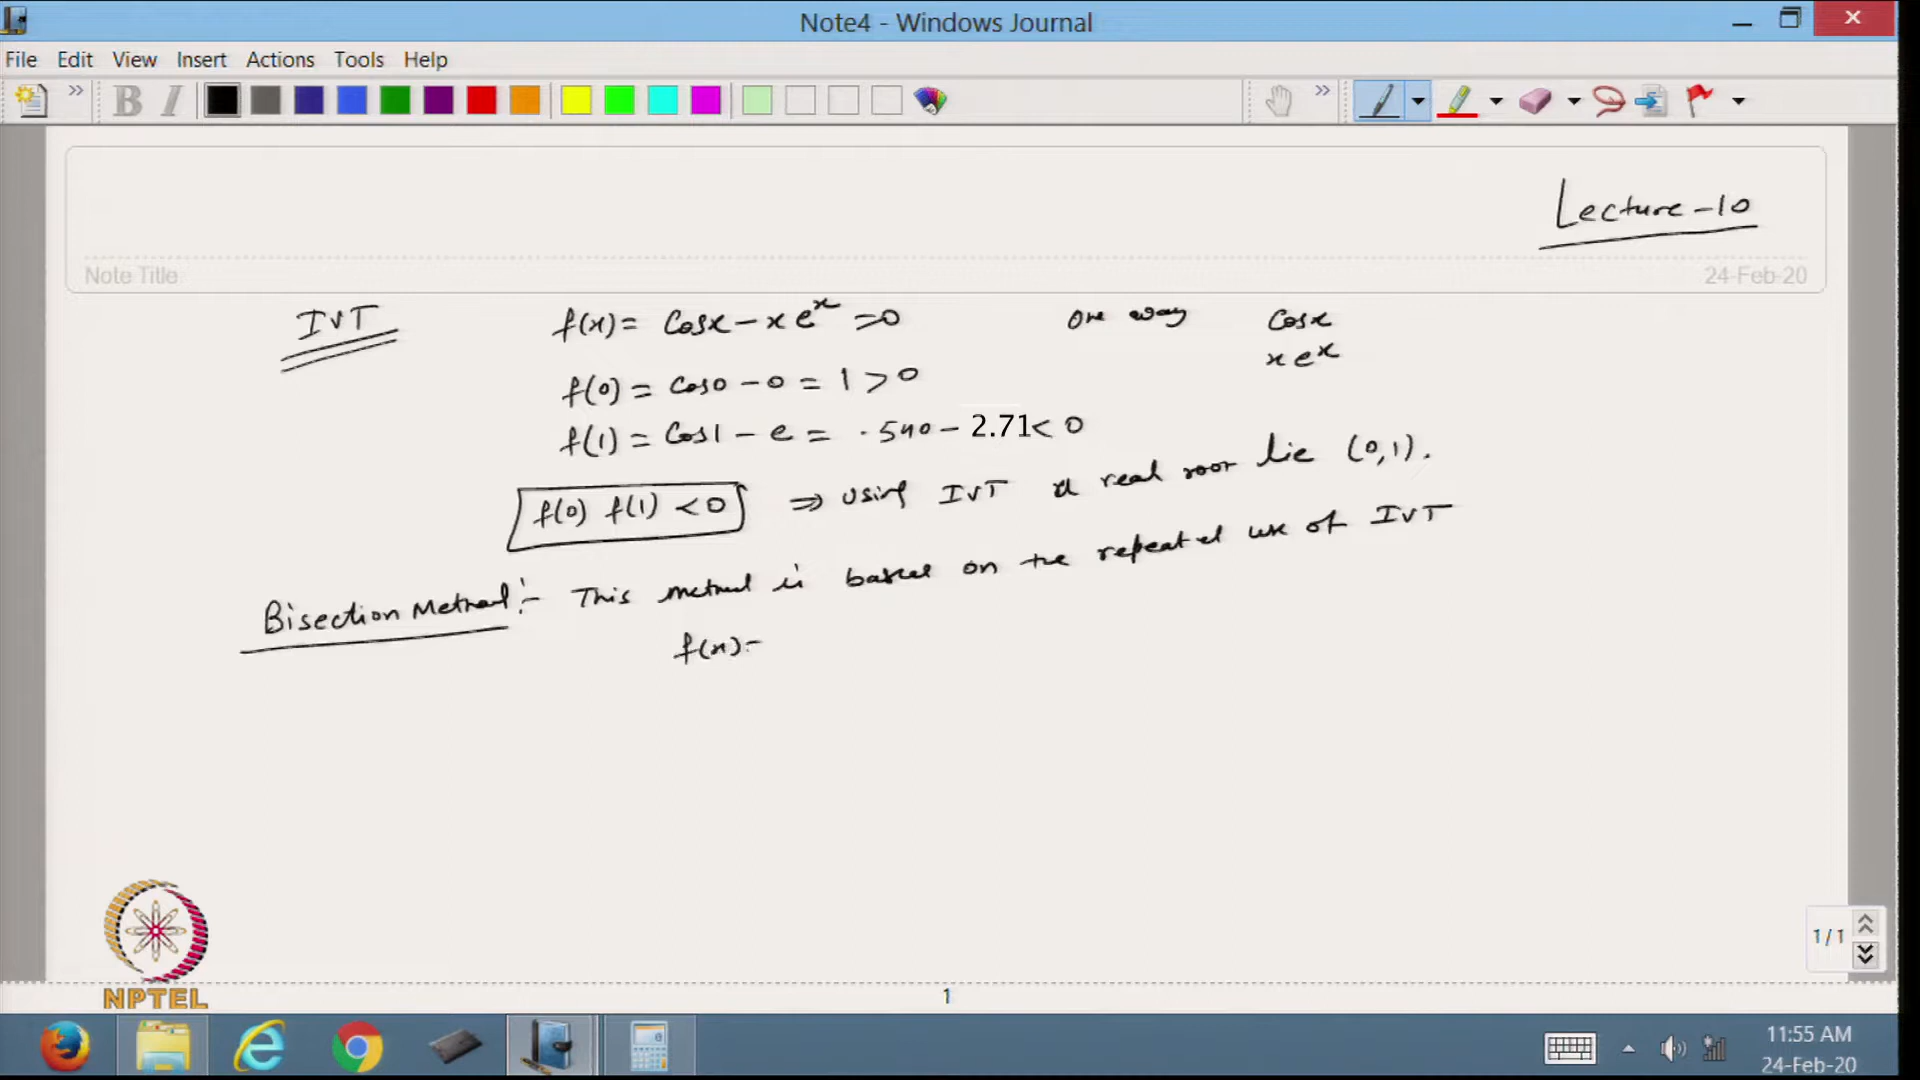 Note4 - Windows Journal
File Edit View Insert Actions Tools Help
B I
Lecture-10
Note Title
24-Feb-20
IVT
f(x)= Cosx-xe^x=0
One way
Cosx
xe^x
f(0) = Cos0-0 = 1 > 0
f(1) = Cos1-e = .540-2.71< 0
f(0) f(1) <0 ⇒ using IVT a real root lie (0,1).
Bisection Method:- This method is based on the repeated use of IVT
f(x)=
1/1
NPTEL
1
11:55 AM
24-Feb-20